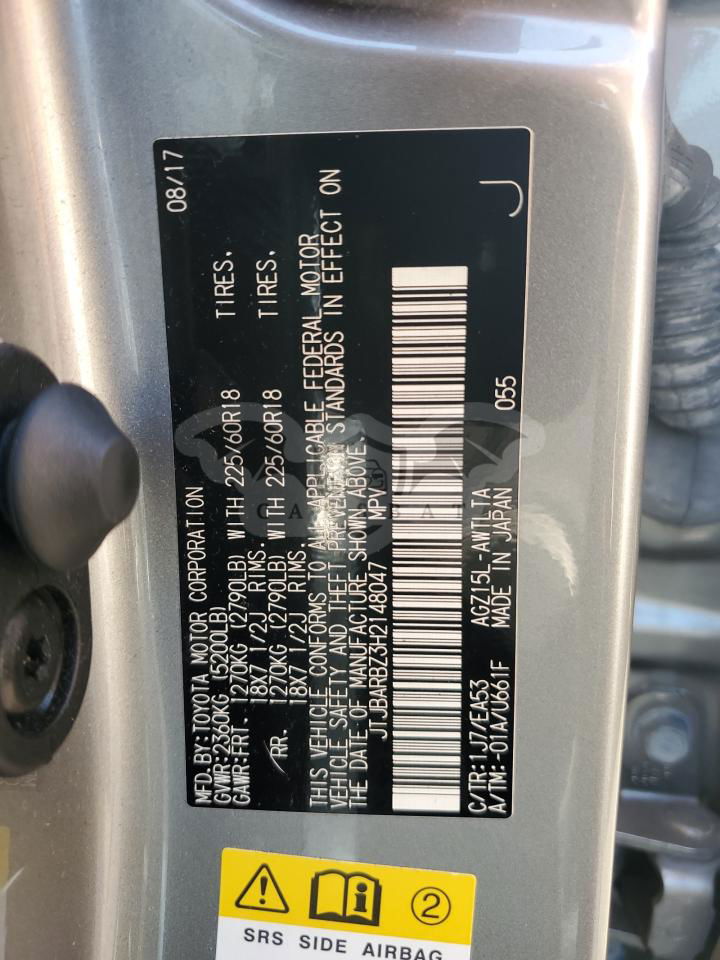 08/17
MFD. BY: TOYOTA MOTOR CORPORATION
GVWR: 2360KG (5200LB)
GAWR: FRT. 1270KG (2790LB) WITH 225/60R18 TIRES,
18X7 1/2J RIMS.
RR. 1270KG (2790LB) WITH 225/60R18 TIRES,
18X7 1/2J RIMS.
THIS VEHICLE CONFORMS TO ALL APPLICABLE FEDERAL MOTOR
VEHICLE SAFETY AND THEFT PREVENTION STANDARDS IN EFFECT ON
THE DATE OF MANUFACTURE SHOWN ABOVE.
JTJBARBZ3H2148047 MPV
C/TR: 1J7/EA53 AGZ15L-AWTLTA 055
A/TM: -01A/U661F MADE IN JAPAN
J
2
SRS SIDE AIRBAG